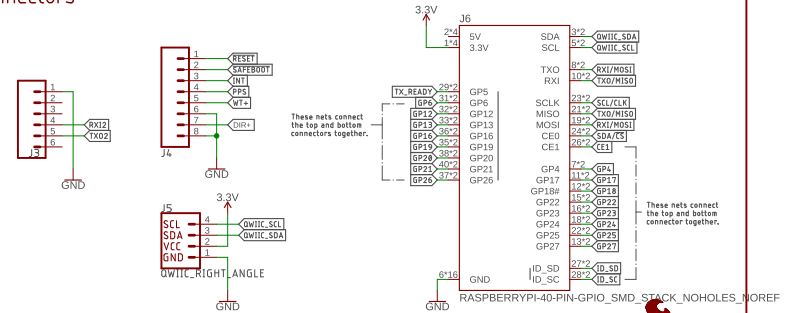 J6
3.3V
2*4 5V
1*4 3.3V
SDA 3*2 QWIIC_SDA
SCL 5*2 QWIIC_SCL
TXO 8*2 RXI/MOSI
RXI 10*2 TXO/MISO
TX_READY 29*2 GP5
GP6 31*2 GP6
GP12 32*2 GP12
GP13 33*2 GP13
GP16 36*2 GP16
GP19 35*2 GP19
GP20 38*2 GP20
GP21 40*2 GP21
GP26 37*2 GP26
SCLK 23*2 SCL/CLK
MISO 21*2 TXO/MISO
MOSI 19*2 RXI/MOSI
CE0 24*2 SDA/CS
CE1 26*2 CE1
GP4 7*2 GP4
GP17 11*2 GP17
GP18# 12*2 GP18
GP22 15*2 GP22
GP23 16*2 GP23
GP24 18*2 GP24
GP25 22*2 GP25
GP27 13*2 GP27
ID_SD 27*2 ID_SD
ID_SC 28*2 ID_SC
6*16 GND
GND
RASPBERRYPI-40-PIN-GPIO_SMD_STACK_NOHOLES_NOREF
These nets connect
the top and bottom
connectors together.
These nets connect
the top and bottom
connector together.
1
2
3
4 RXI2
5 TXO2
6
J3
GND
1 RESET
2 SAFEBOOT
3 INT
4 PPS
5 WT+
6
7 DIR+
8
J4
GND
3.3V
J5
SCL 4 QWIIC_SCL
SDA 3 QWIIC_SDA
VCC 2
GND 1
QWIIC_RIGHT_ANGLE
GND